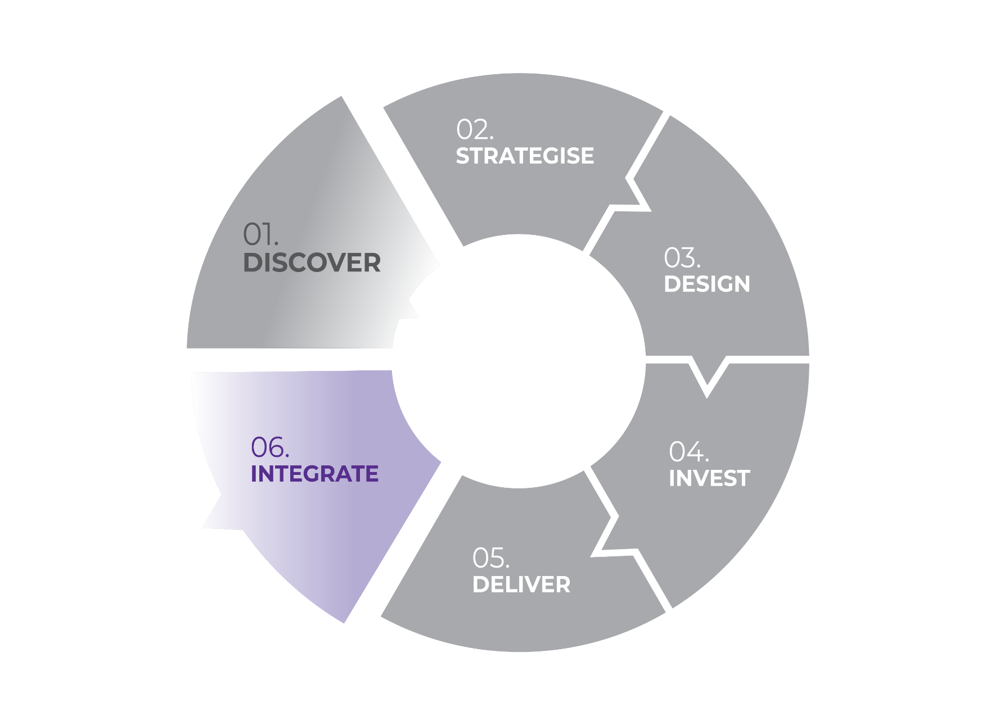 01.
DISCOVER
02.
STRATEGISE
03.
DESIGN
04.
INVEST
05.
DELIVER
06.
INTEGRATE